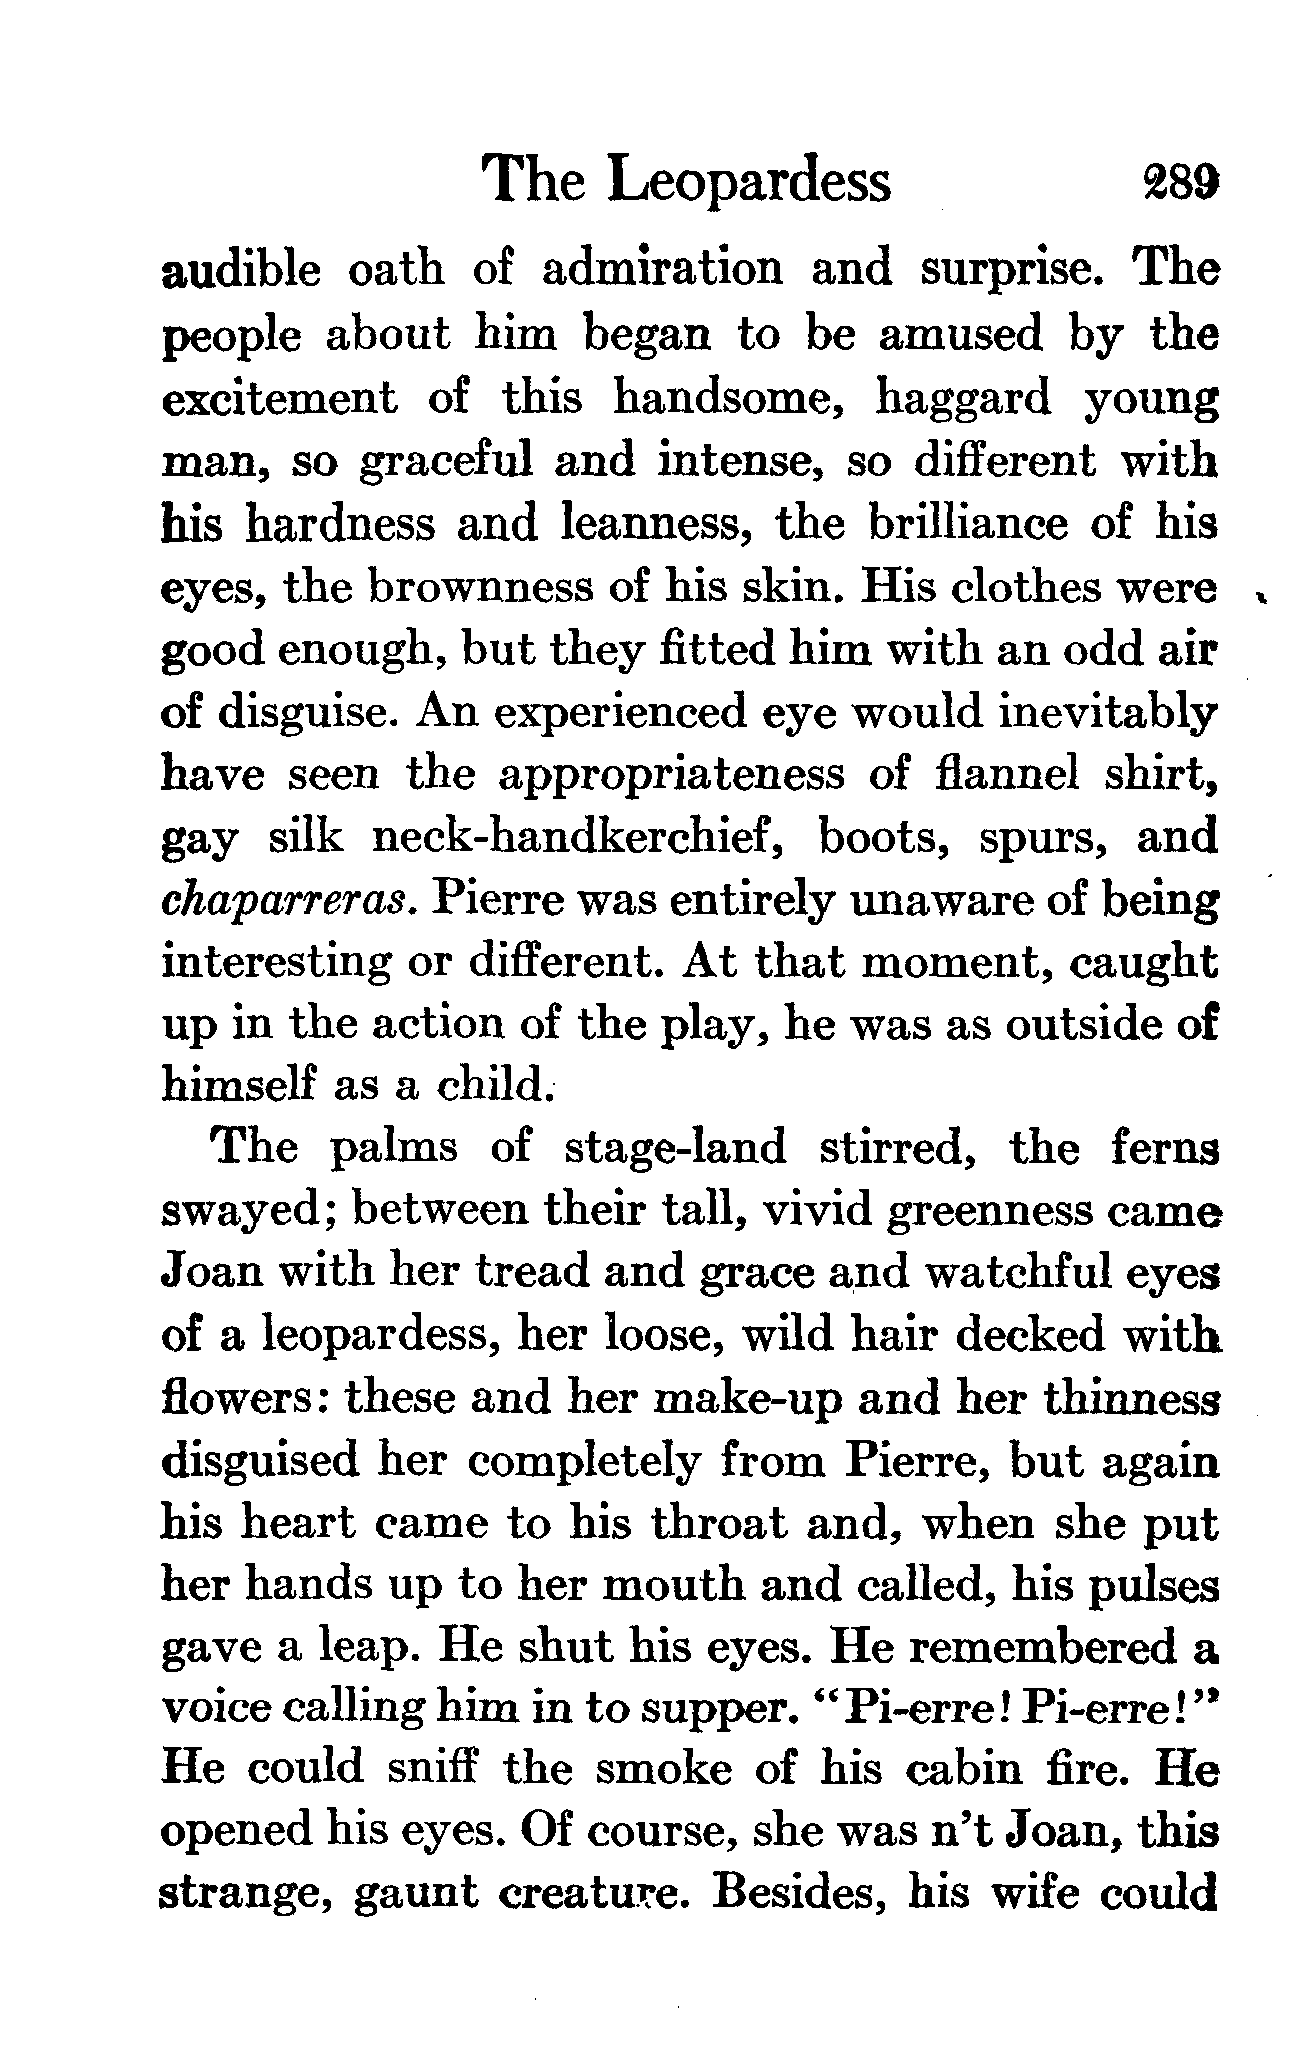 The Leopardess 289
audible oath of admiration and surprise. The
people about him began to be amused by the
excitement of this handsome, haggard young
man, so graceful and intense, so different with
his hardness and leanness, the brilliance of his
eyes, the brownness of his skin. His clothes were
good enough, but they fitted him with an odd air
of disguise. An experienced eye would inevitably
have seen the appropriateness of flannel shirt,
gay silk neck-handkerchief, boots, spurs, and
chaparreras. Pierre was entirely unaware of being
interesting or different. At that moment, caught
up in the action of the play, he was as outside of
himself as a child.
The palms of stage-land stirred, the ferns
swayed; between their tall, vivid greenness came
Joan with her tread and grace and watchful eyes
of a leopardess, her loose, wild hair decked with
flowers: these and her make-up and her thinness
disguised her completely from Pierre, but again
his heart came to his throat and, when she put
her hands up to her mouth and called, his pulses
gave a leap. He shut his eyes. He remembered a
voice calling him in to supper. “Pi-erre! Pi-erre!”
He could sniff the smoke of his cabin fire. He
opened his eyes. Of course, she was n’t Joan, this
strange, gaunt creature. Besides, his wife could